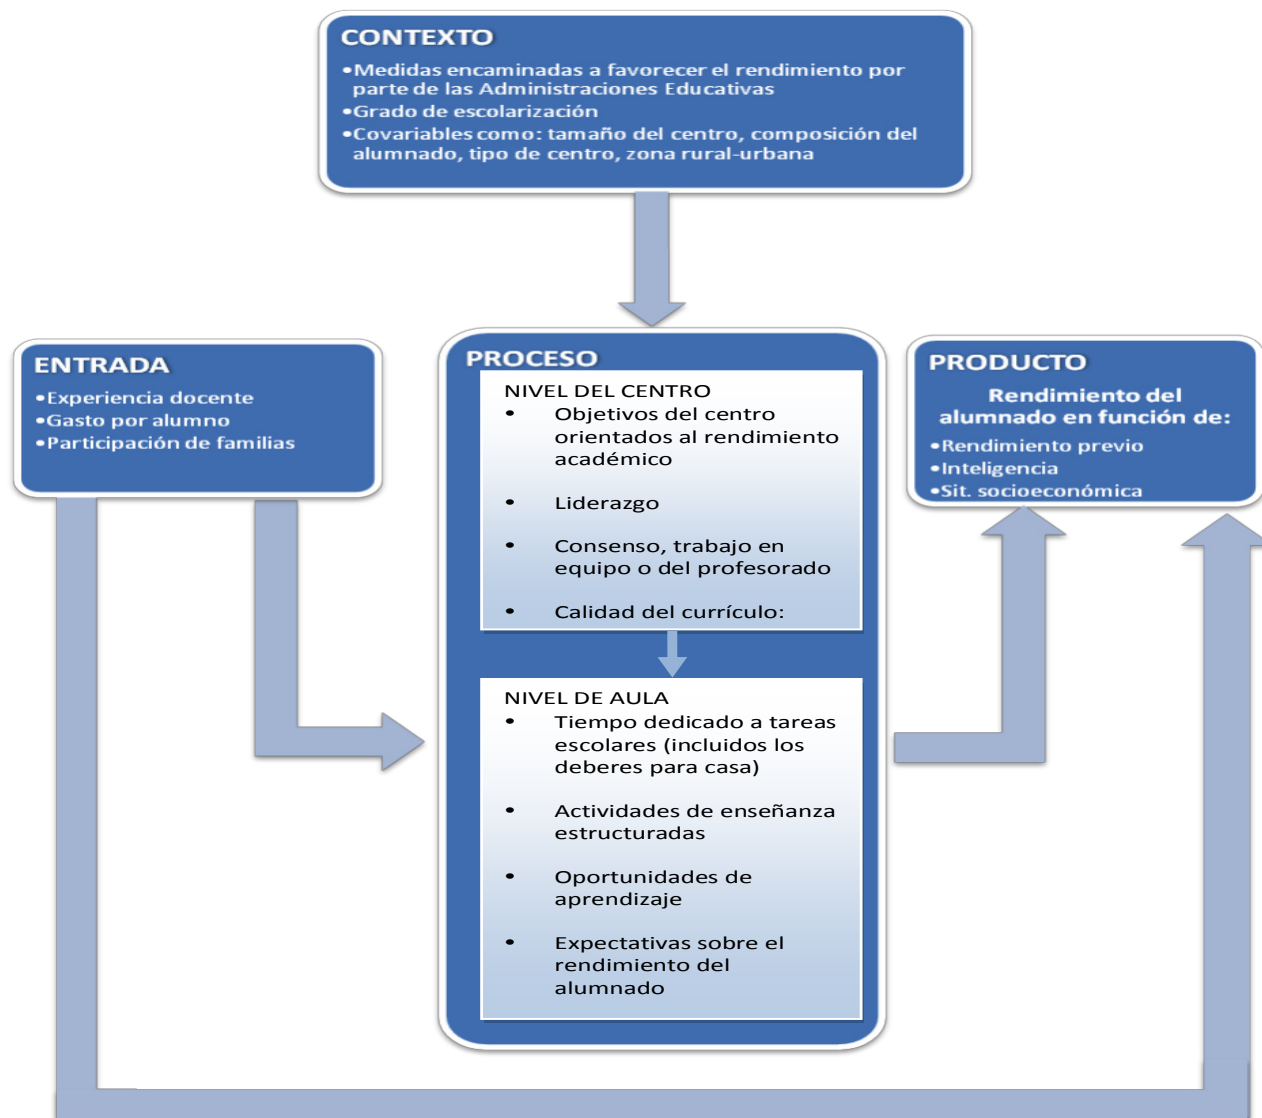 CONTEXTO
•Medidas encaminadas a favorecer el rendimiento por
parte de las Administraciones Educativas
•Grado de escolarización
•Covariables como: tamaño del centro, composición del
alumnado, tipo de centro, zona rural-urbana
ENTRADA
•Experiencia docente
•Gasto por alumno
•Participación de familias
PROCESO
NIVEL DEL CENTRO
• Objetivos del centro
orientados al rendimiento
académico
• Liderazgo
• Consenso, trabajo en
equipo o del profesorado
• Calidad del currículo:
NIVEL DE AULA
• Tiempo dedicado a tareas
escolares (incluidos los
deberes para casa)
• Actividades de enseñanza
estructuradas
• Oportunidades de
aprendizaje
• Expectativas sobre el
rendimiento del
alumnado
PRODUCTO
Rendimiento del
alumnado en función de:
•Rendimiento previo
•Inteligencia
•Sit. socioeconómica